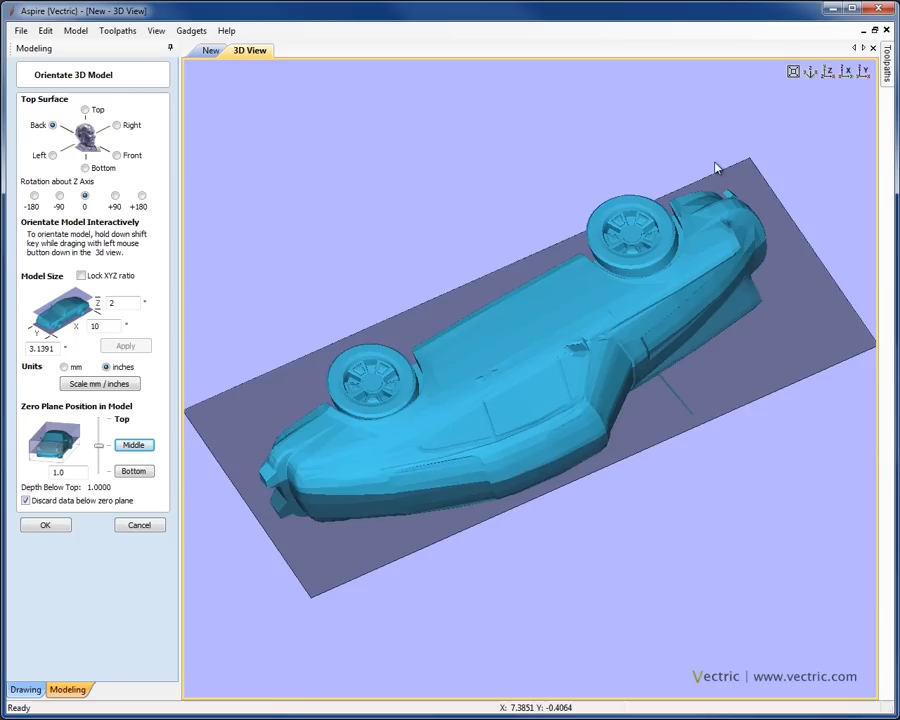 Aspire (Vectric) - [New - 3D View]
File Edit Model Toolpaths View Gadgets Help
Modeling
New 3D View
Toolpaths
Orientate 3D Model
Top Surface
Top
Back Right
Left Front
Bottom
Rotation about Z Axis
-180 -90 0 +90 +180
Orientate Model Interactively
To orientate model, hold down shift
key while draging with left mouse
button down in the 3d view.
Model Size Lock XYZ ratio
Z 2 "
X 10 "
Y
3.1391 " Apply
Units mm inches
Scale mm / inches
Zero Plane Position in Model
Top
Middle
1.0 Bottom
Depth Below Top: 1.0000
Discard data below zero plane
OK Cancel
Vectric | www.vectric.com
Drawing Modeling
Ready X: 7.3851 Y: -0.4064